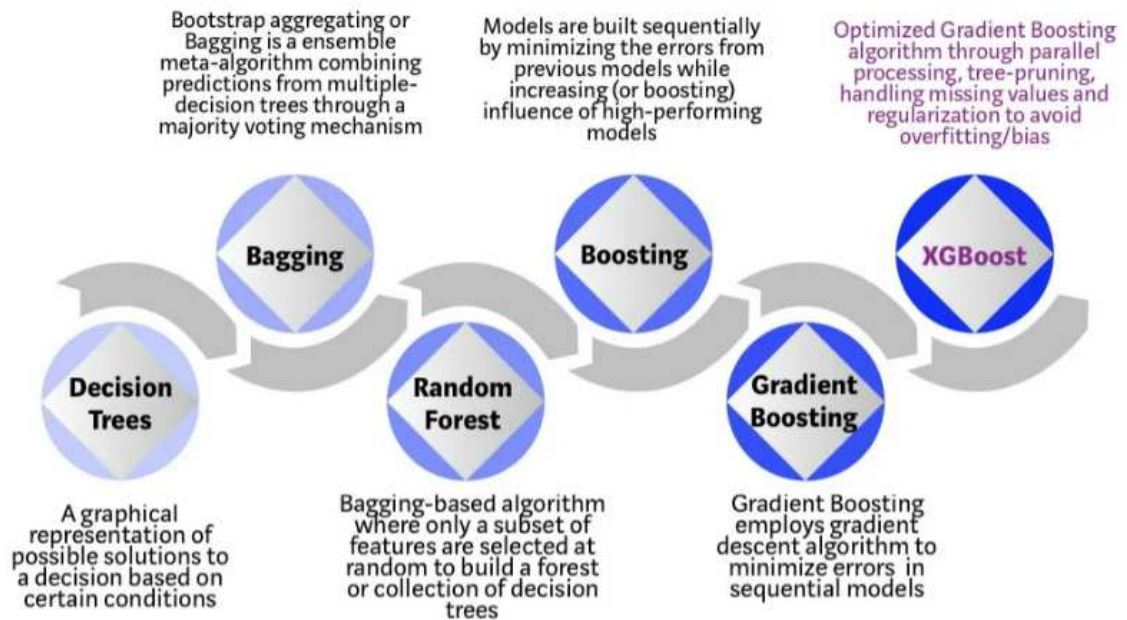 Bootstrap aggregating or
Bagging is a ensemble
meta-algorithm combining
predictions from multiple-
decision trees through a
majority voting mechanism
Models are built sequentially
by minimizing the errors from
previous models while
increasing (or boosting)
influence of high-performing
models
Optimized Gradient Boosting
algorithm through parallel
processing, tree-pruning,
handling missing values and
regularization to avoid
overfitting/bias
Bagging
Boosting
XGBoost
Decision
Trees
Random
Forest
Gradient
Boosting
A graphical
representation of
possible solutions to
a decision based on
certain conditions
Bagging-based algorithm
where only a subset of
features are selected at
random to build a forest
or collection of decision
trees
Gradient Boosting
employs gradient
descent algorithm to
minimize errors in
sequential models